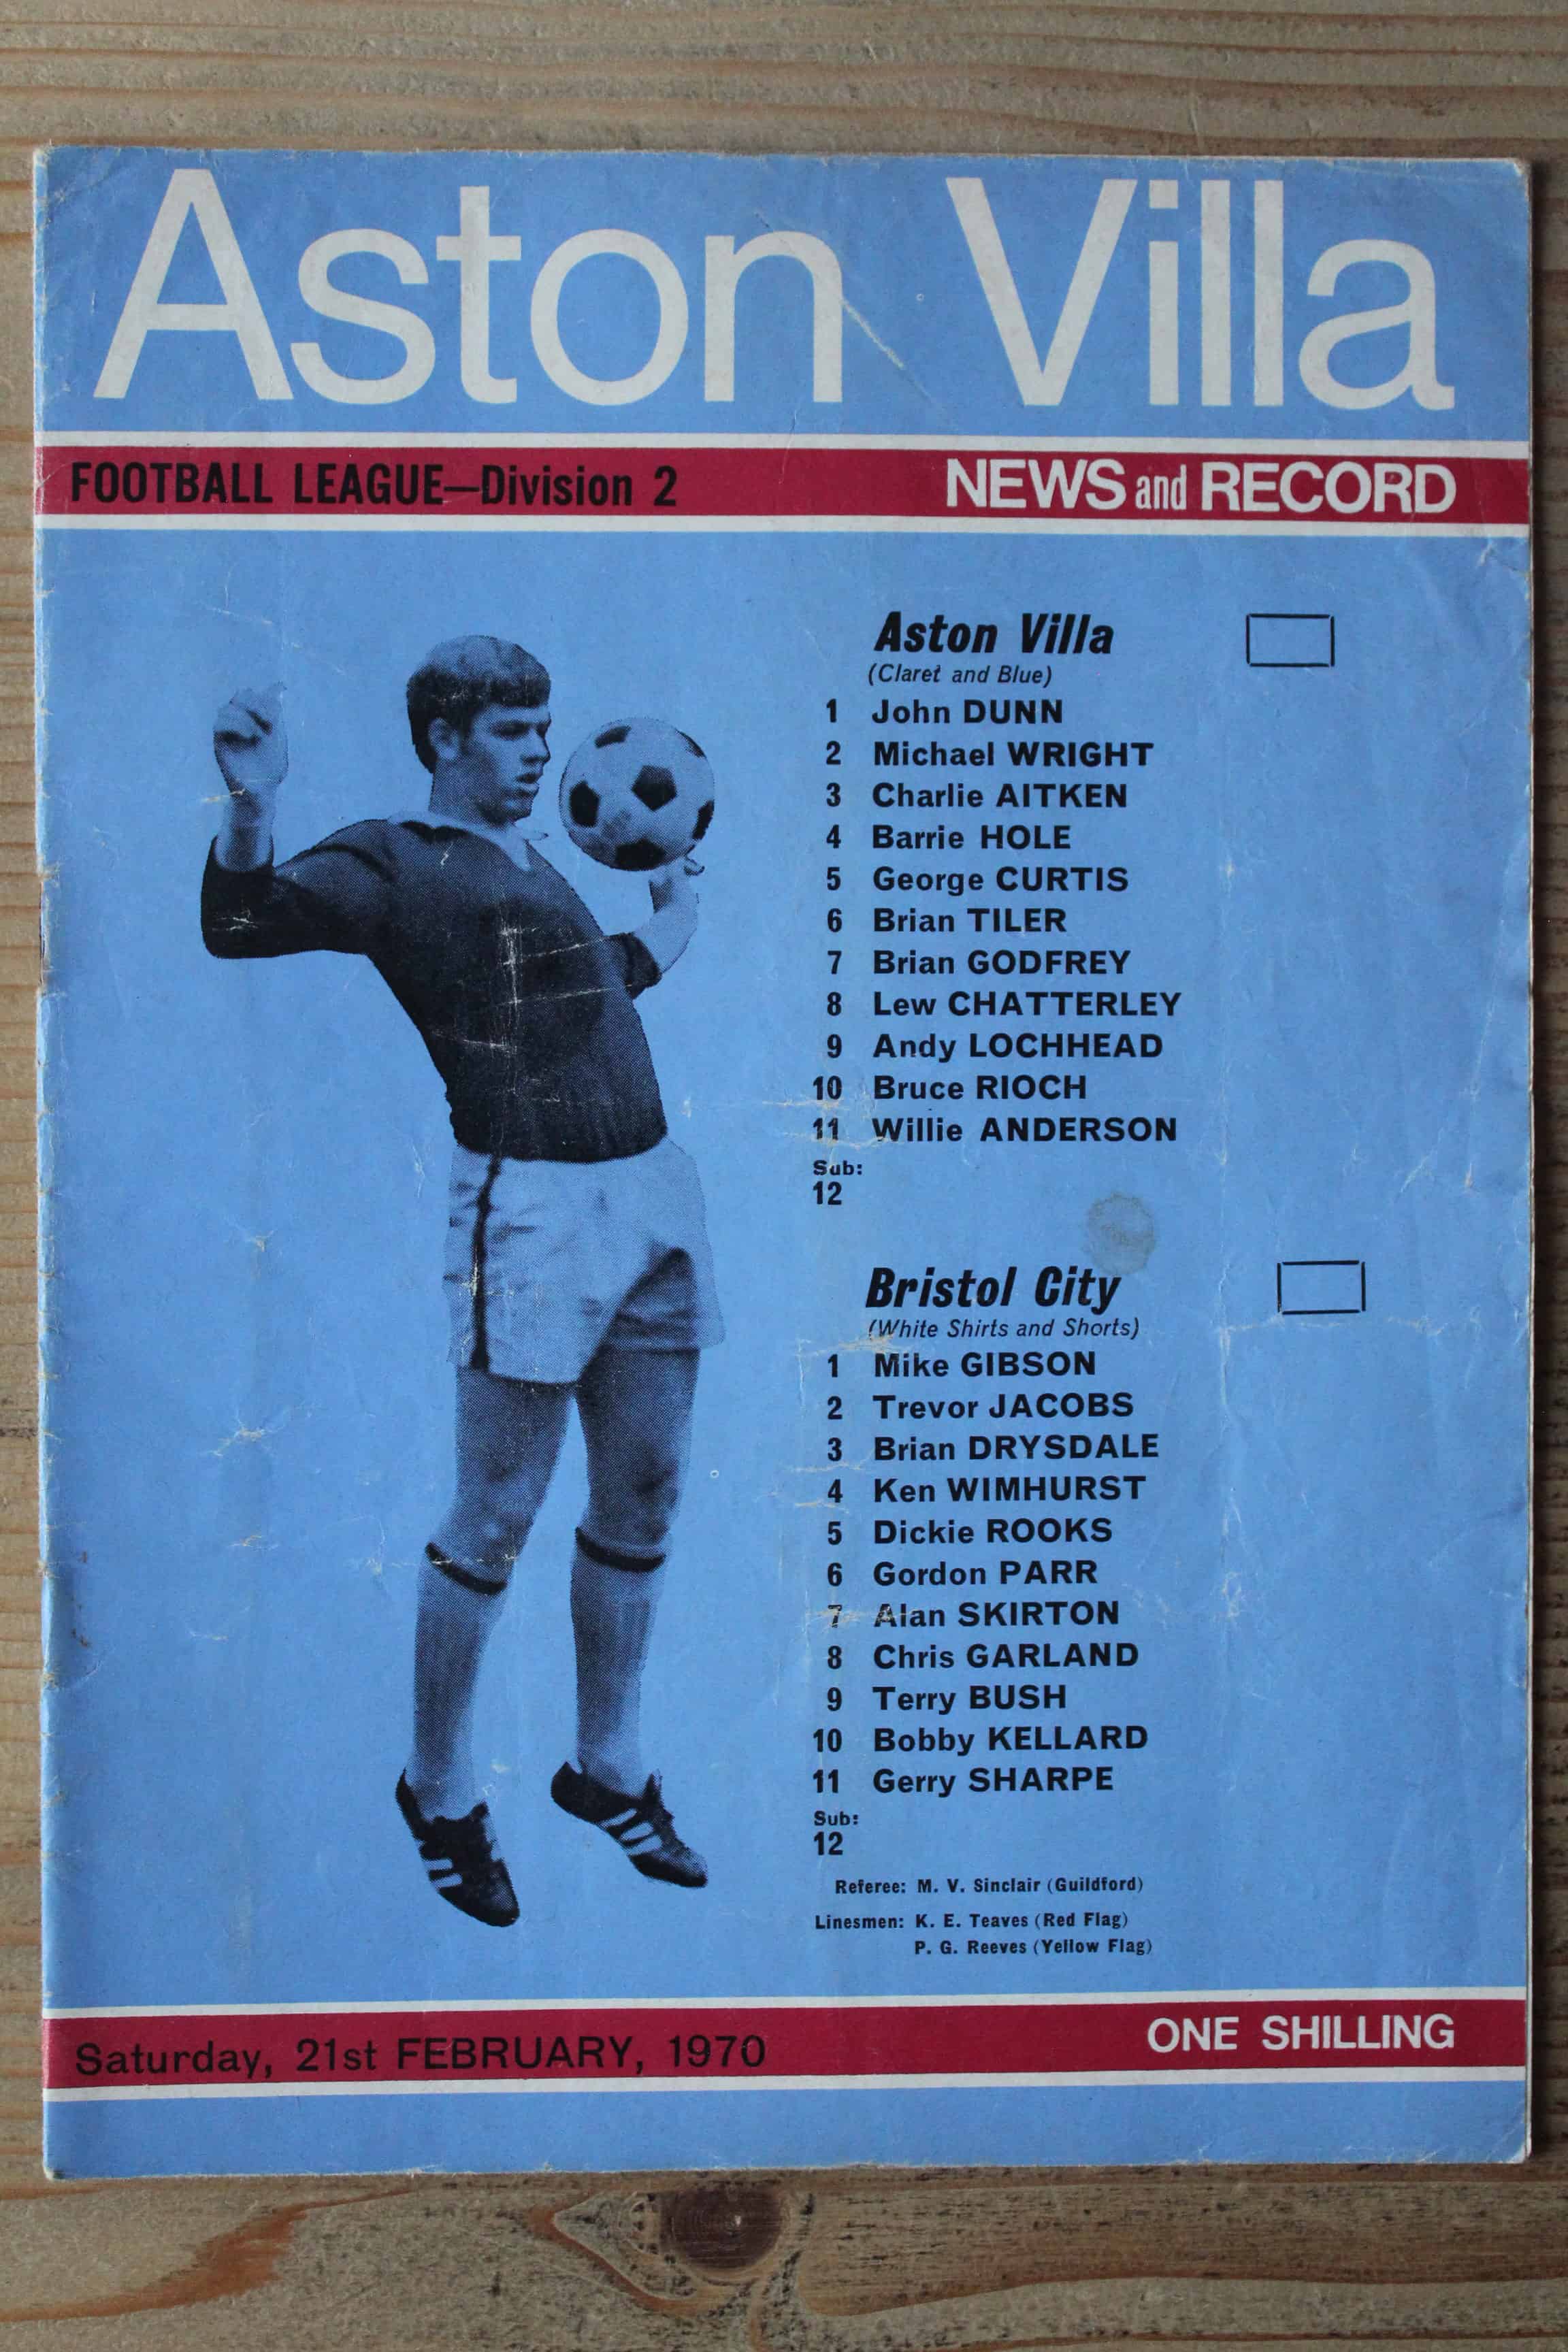 Aston Villa
FOOTBALL LEAGUE—Division 2 NEWS and RECORD
Aston Villa
(Claret and Blue)
1 John DUNN
2 Michael WRIGHT
3 Charlie AITKEN
4 Barrie HOLE
5 George CURTIS
6 Brian TILER
7 Brian GODFREY
8 Lew CHATTERLEY
9 Andy LOCHHEAD
10 Bruce RIOCH
11 Willie ANDERSON
Sub:
12
Bristol City
(White Shirts and Shorts)
1 Mike GIBSON
2 Trevor JACOBS
3 Brian DRYSDALE
4 Ken WIMHURST
5 Dickie ROOKS
6 Gordon PARR
7 Alan SKIRTON
8 Chris GARLAND
9 Terry BUSH
10 Bobby KELLARD
11 Gerry SHARPE
Sub:
12
Referee: M. V. Sinclair (Guildford)
Linesmen: K. E. Teaves (Red Flag)
P. G. Reeves (Yellow Flag)
Saturday, 21st FEBRUARY, 1970 ONE SHILLING